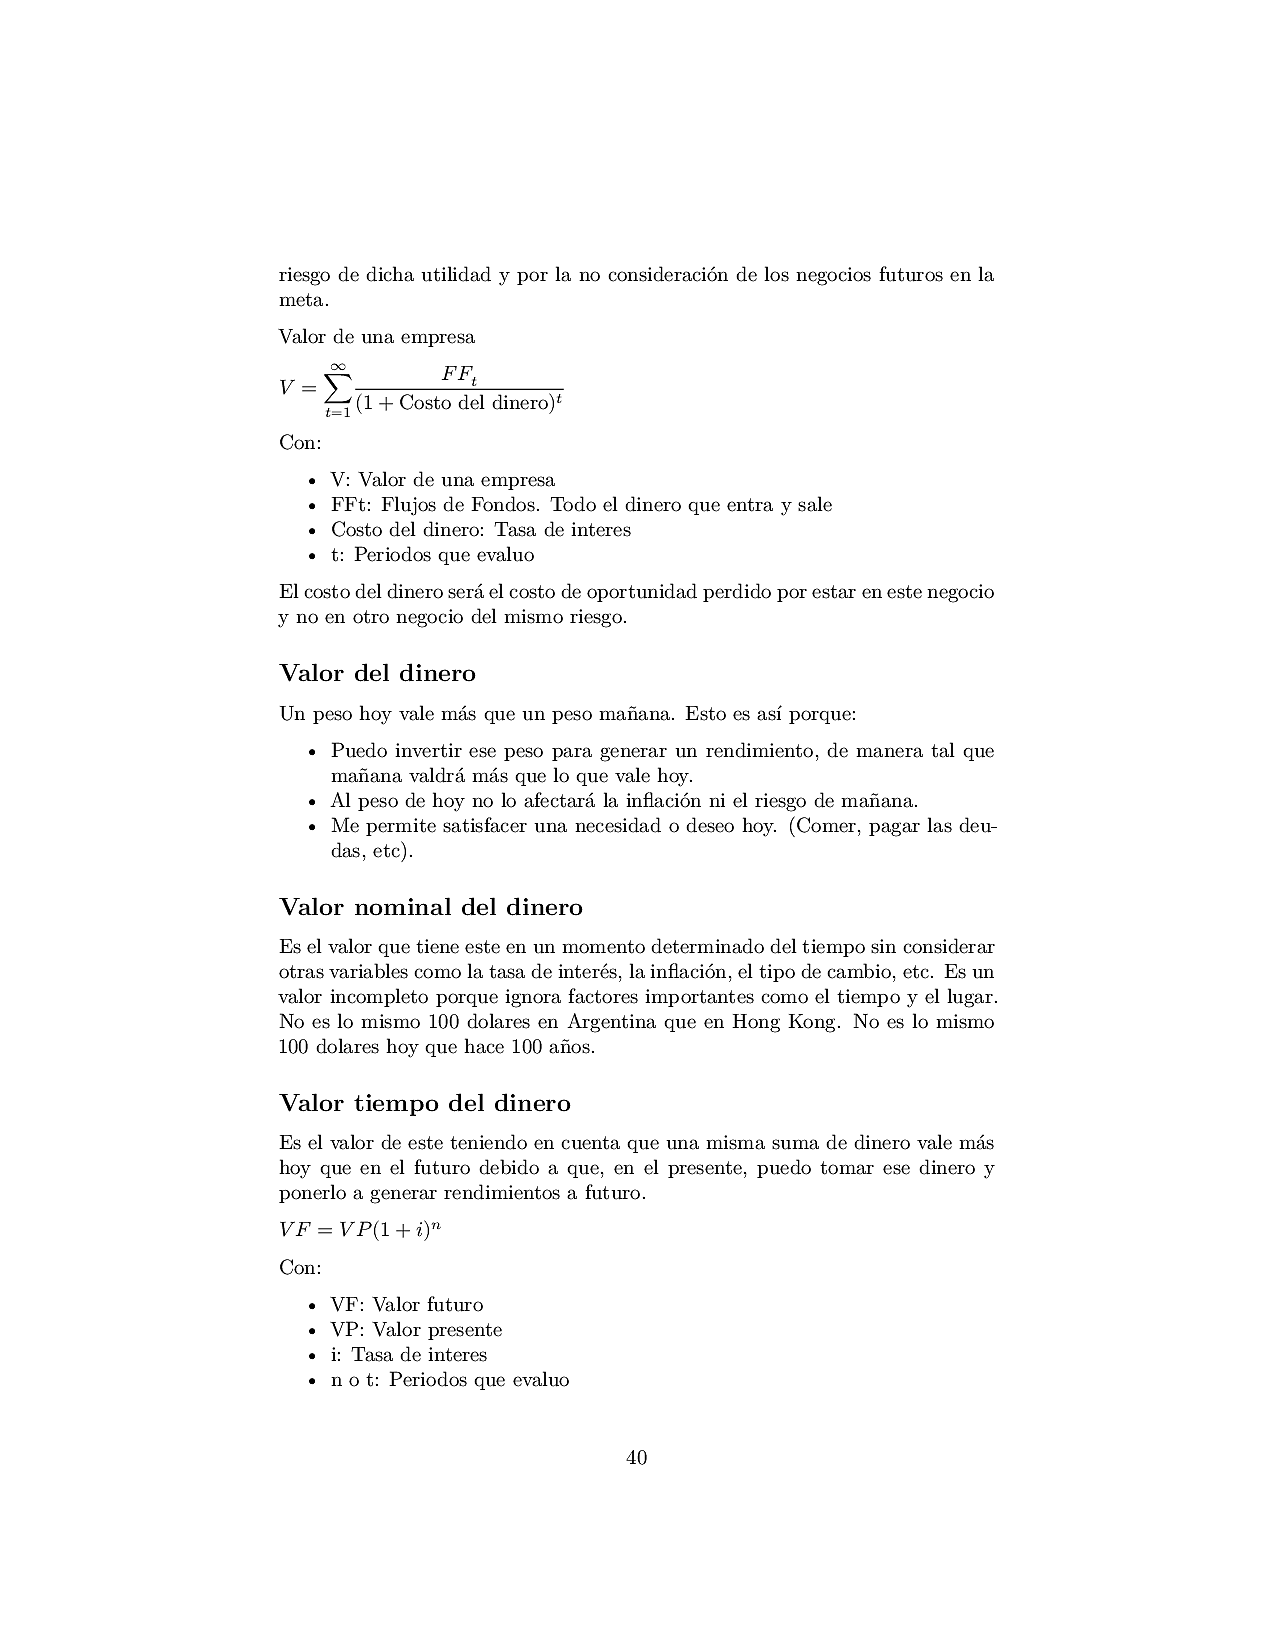 riesgo de dicha utilidad y por la no consideración de los negocios futuros en la
meta.
Valor de una empresa
V = ∑_{t=1}^{∞} FF_t / (1 + Costo del dinero)^t
Con:
• V: Valor de una empresa
• FFt: Flujos de Fondos. Todo el dinero que entra y sale
• Costo del dinero: Tasa de interes
• t: Periodos que evaluo
El costo del dinero será el costo de oportunidad perdido por estar en este negocio
y no en otro negocio del mismo riesgo.
Valor del dinero
Un peso hoy vale más que un peso mañana. Esto es así porque:
• Puedo invertir ese peso para generar un rendimiento, de manera tal que
mañana valdrá más que lo que vale hoy.
• Al peso de hoy no lo afectará la inflación ni el riesgo de mañana.
• Me permite satisfacer una necesidad o deseo hoy. (Comer, pagar las deu-
das, etc).
Valor nominal del dinero
Es el valor que tiene este en un momento determinado del tiempo sin considerar
otras variables como la tasa de interés, la inflación, el tipo de cambio, etc. Es un
valor incompleto porque ignora factores importantes como el tiempo y el lugar.
No es lo mismo 100 dolares en Argentina que en Hong Kong. No es lo mismo
100 dolares hoy que hace 100 años.
Valor tiempo del dinero
Es el valor de este teniendo en cuenta que una misma suma de dinero vale más
hoy que en el futuro debido a que, en el presente, puedo tomar ese dinero y
ponerlo a generar rendimientos a futuro.
VF = VP(1 + i)^n
Con:
• VF: Valor futuro
• VP: Valor presente
• i: Tasa de interes
• n o t: Periodos que evaluo
40